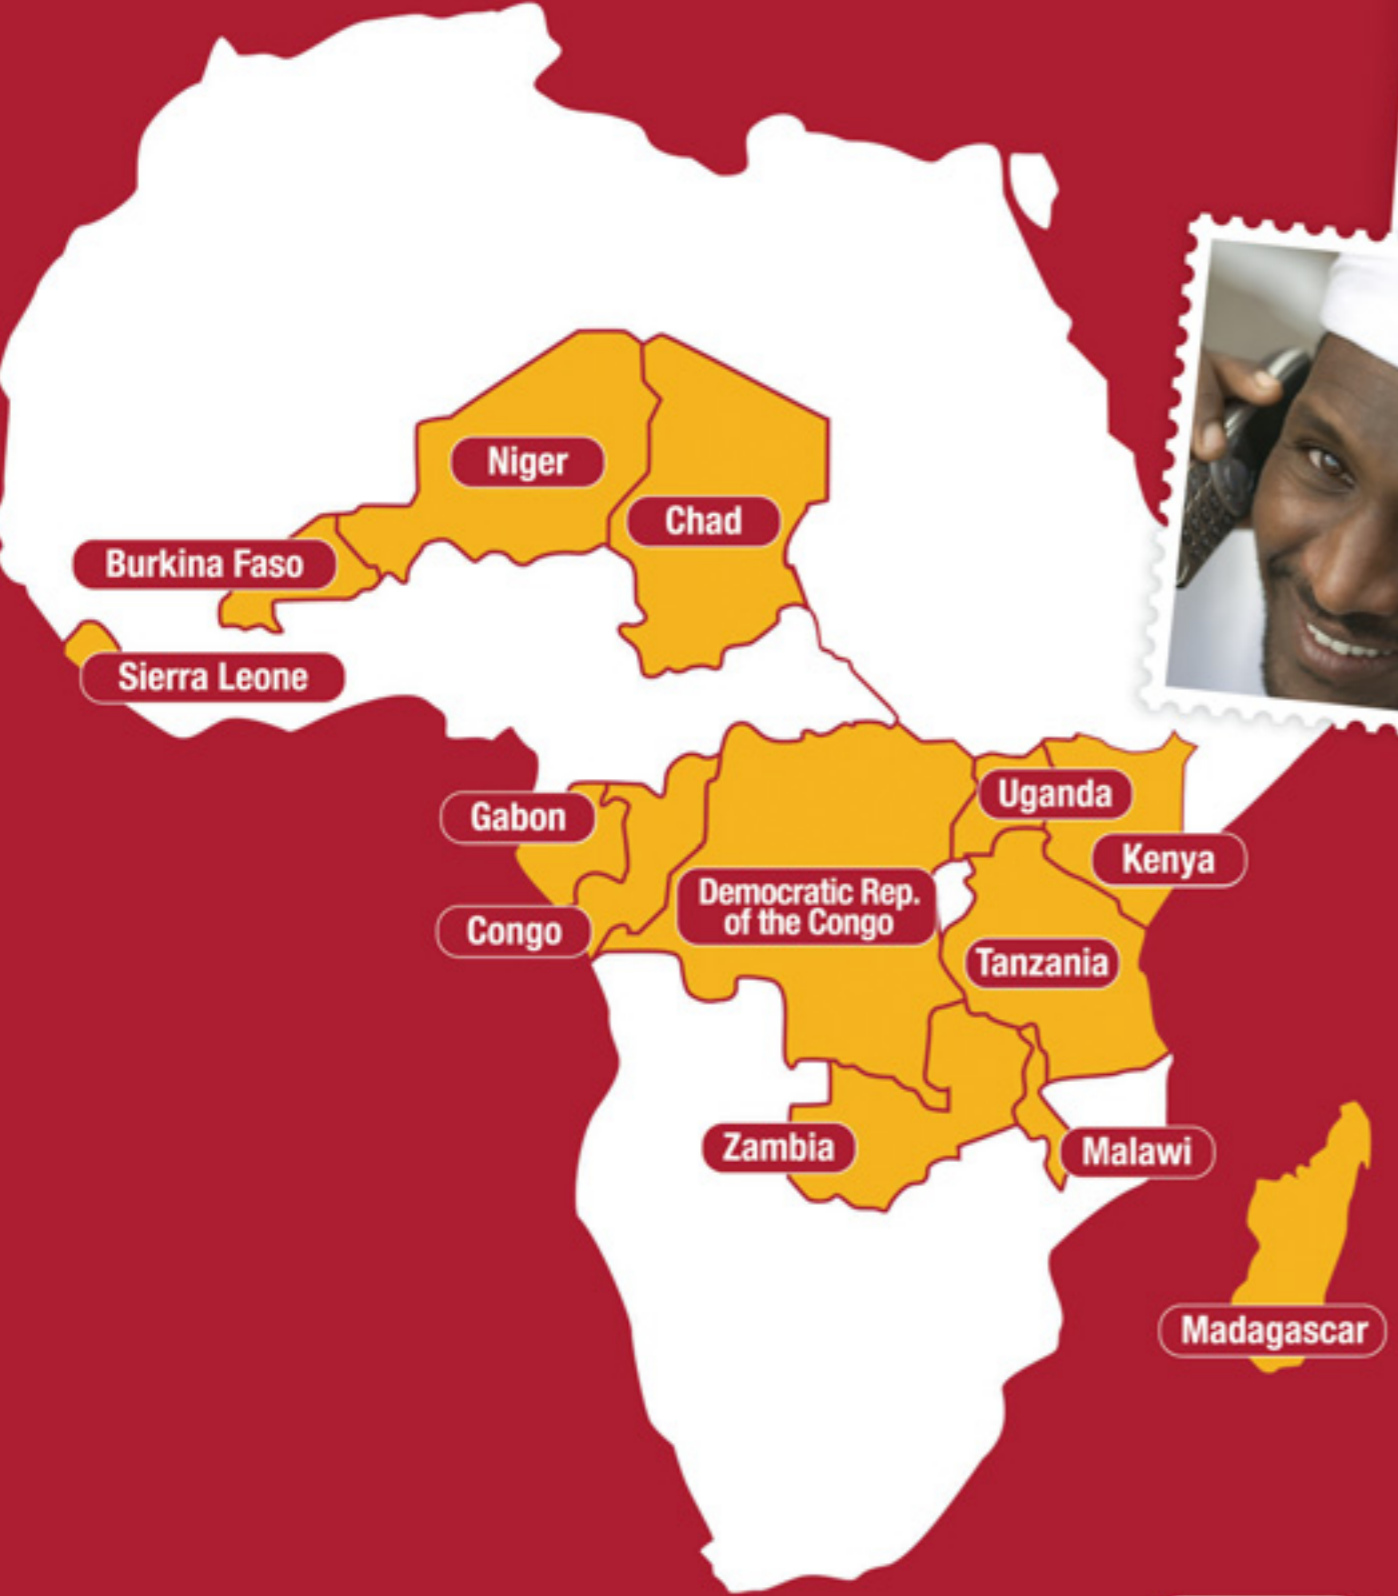 Niger
Chad
Burkina Faso
Sierra Leone
Uganda
Gabon
Kenya
Democratic Rep.
of the Congo
Congo
Tanzania
Zambia
Malawi
Madagascar